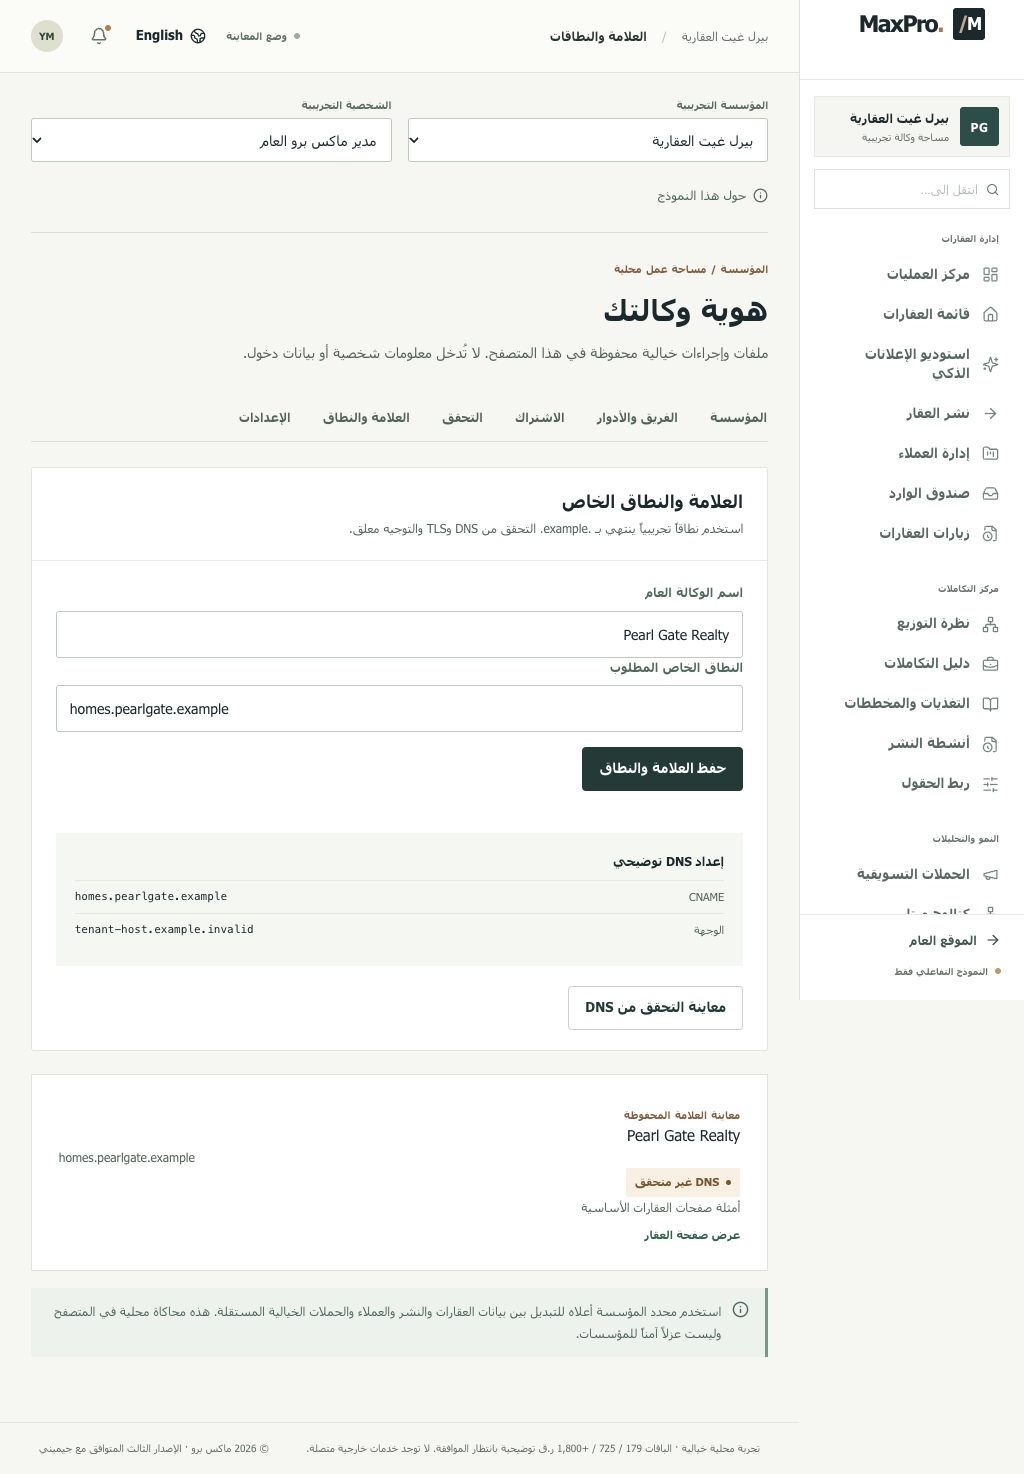 MaxPro.
/M
PG
بيرل غيت العقارية
مساحة وكالة تجريبية
انتقل إلى...
إدارة العقارات
مركز العمليات
قائمة العقارات
استوديو الإعلانات
الذكي
نشر العقار
إدارة العملاء
صندوق الوارد
زيارات العقارات
مركز التكاملات
نظرة التوزيع
دليل التكاملات
التغذيات والمخططات
أنشطة النشر
ربط الحقول
النمو والتحليلات
الحملات التسويقية
الموقع العام
النموذج التفاعلي فقط
بيرل غيت العقارية / العلامة والنطاقات
وضع المعاينة
English
YM
المؤسسة التجريبية
بيرل غيت العقارية
الشخصية التجريبية
مدير ماكس برو العام
حول هذا النموذج
المؤسسة / مساحة عمل محلية
هوية وكالتك
ملفات وإجراءات خيالية محفوظة في هذا المتصفح. لا تُدخل معلومات شخصية أو بيانات دخول.
المؤسسة
الفريق والأدوار
الاشتراك
التحقق
العلامة والنطاق
الإعدادات
العلامة والنطاق الخاص
استخدم نطاقاً تجريبياً ينتهي بـ .example. التحقق من DNS وTLS والتوجيه معلق.
اسم الوكالة العام
Pearl Gate Realty
النطاق الخاص المطلوب
homes.pearlgate.example
حفظ العلامة والنطاق
إعداد DNS توضيحي
CNAME
homes.pearlgate.example
الوجهة
tenant-host.example.invalid
معاينة التحقق من DNS
معاينة العلامة المحفوظة
Pearl Gate Realty
homes.pearlgate.example
DNS غير متحقق
أمثلة صفحات العقارات الأساسية
عرض صفحة العقار
استخدم محدد المؤسسة أعلاه للتبديل بين بيانات العقارات والنشر والعملاء والحملات الخيالية المستقلة. هذه محاكاة محلية في المتصفح
وليست عزلاً آمناً للمؤسسات.
تجربة محلية خيالية · الباقات 179 / 725 / +1,800 ر.ق توضيحية بانتظار الموافقة. لا توجد خدمات خارجية متصلة.
© 2026 ماكس برو · الإصدار الثالث المتوافق مع جيميني